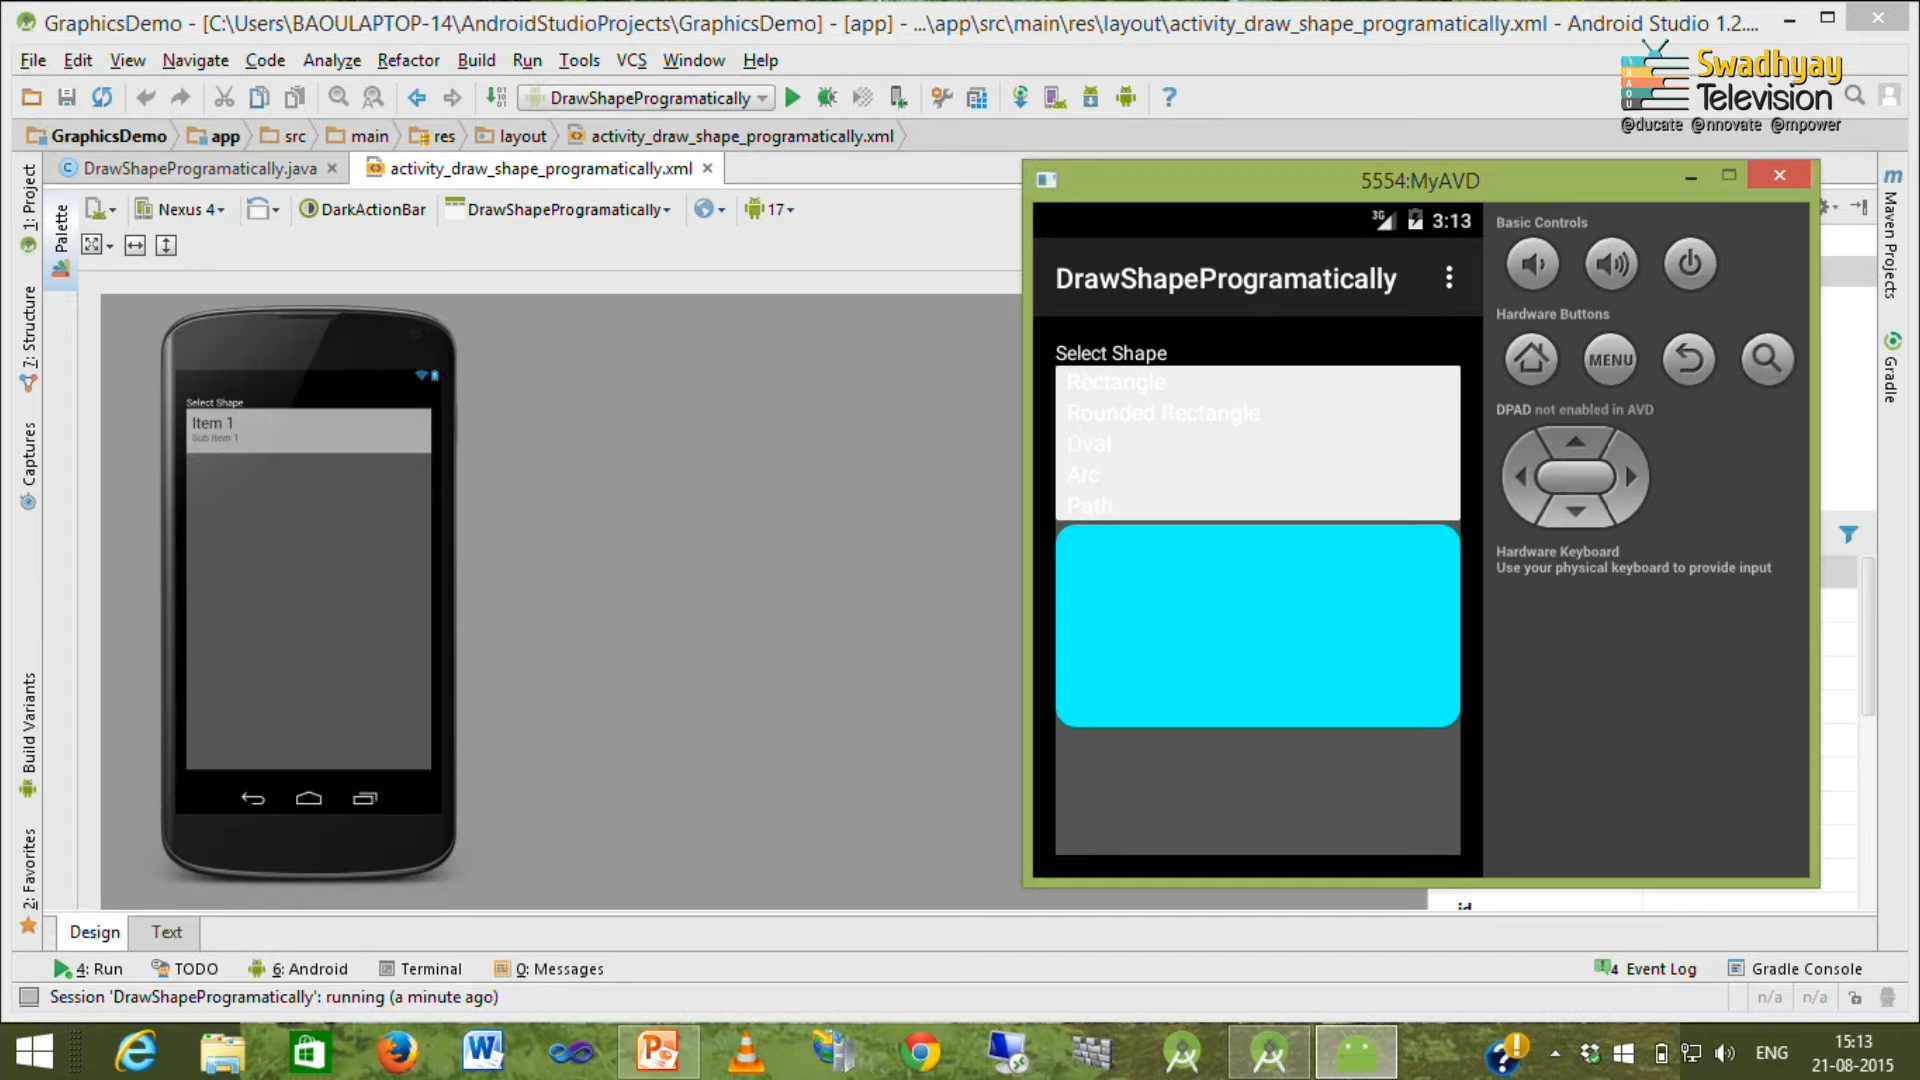 GraphicsDemo - [C:\Users\BAOULAPTOP-14\AndroidStudioProjects\GraphicsDemo] - [app] - ...\app\src\main\res\layout\activity_draw_shape_programatically.xml - Android Studio 1.2....
File Edit View Navigate Code Analyze Refactor Build Run Tools VCS Window Help
Swadhyay
Television
@ducate @nnovate @mpower
DrawShapeProgramatically
GraphicsDemo app src main res layout activity_draw_shape_programatically.xml
DrawShapeProgramatically.java activity_draw_shape_programatically.xml
Nexus 4 DarkActionBar DrawShapeProgramatically 17
1: Project
7: Structure
Captures
Build Variants
2: Favorites
Palette
Select Shape
Item 1
Sub Item 1
5554:MyAVD
3G 3:13
DrawShapeProgramatically
Select Shape
Rectangle
Rounded Rectangle
Oval
Arc
Path
Basic Controls
Hardware Buttons
MENU
DPAD not enabled in AVD
Hardware Keyboard
Use your physical keyboard to provide input
Maven Projects
Gradle
id
Design Text
4: Run TODO 6: Android Terminal 0: Messages
4 Event Log Gradle Console
Session 'DrawShapeProgramatically': running (a minute ago)
n/a n/a
ENG
15:13
21-08-2015